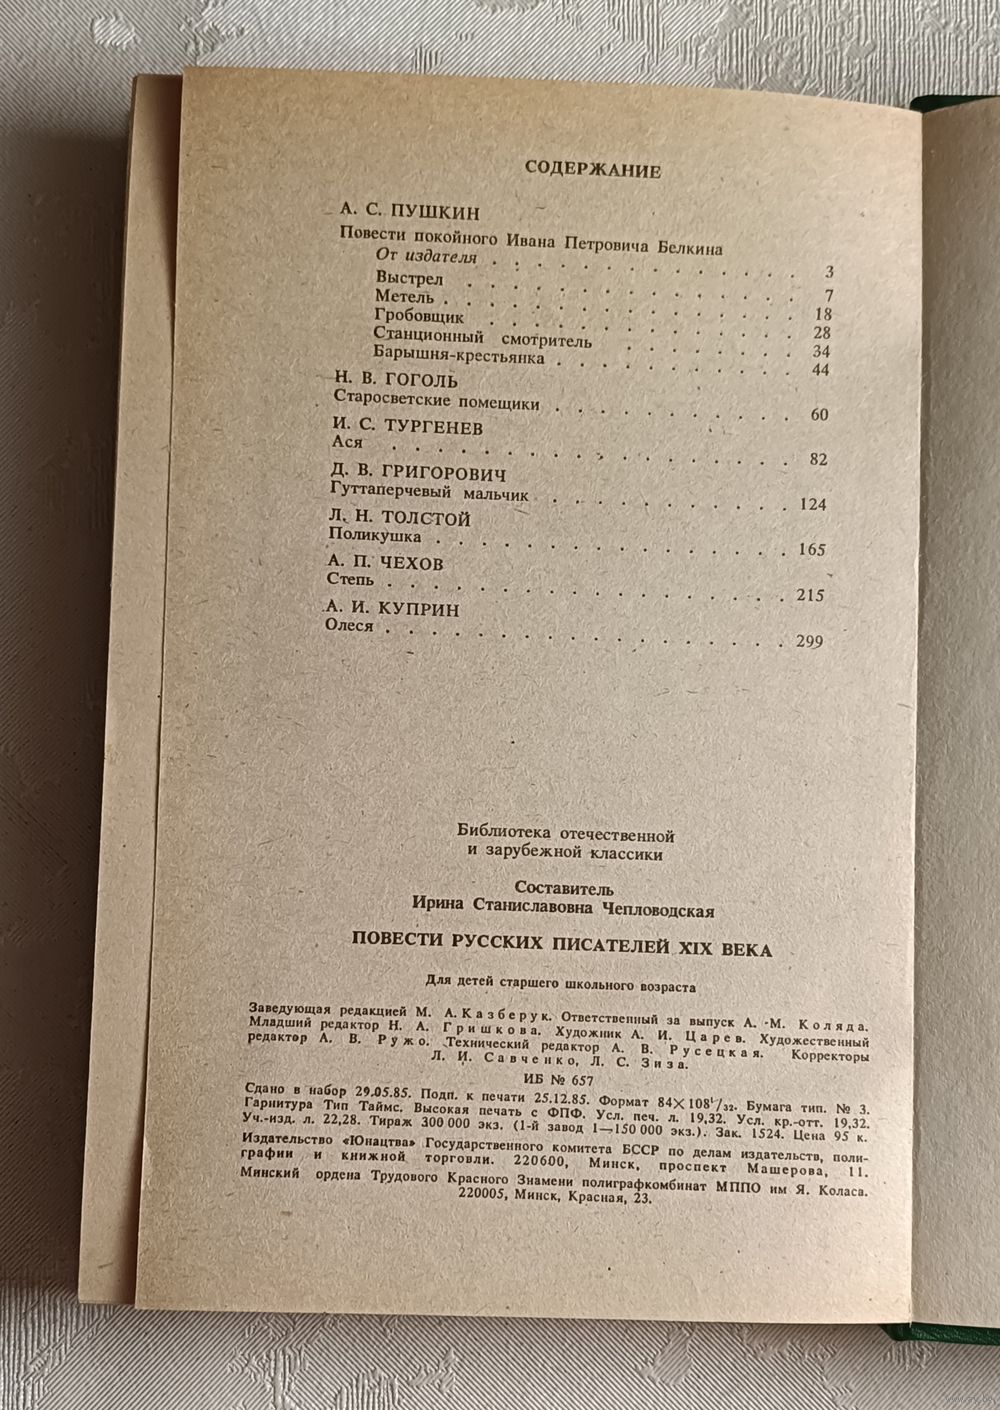 СОДЕРЖАНИЕ
А. С. ПУШКИН
Повести покойного Ивана Петровича Белкина
От издателя . . . . . . . . . . . . . . 3
Выстрел . . . . . . . . . . . . . . . 7
Метель . . . . . . . . . . . . . . . . 18
Гробовщик . . . . . . . . . . . . . . 28
Станционный смотритель . . . . . . . . 34
Барышня-крестьянка . . . . . . . . . . . 44
Н. В. ГОГОЛЬ
Старосветские помещики . . . . . . . . . . . 60
И. С. ТУРГЕНЕВ
Ася . . . . . . . . . . . . . . . . . . 82
Д. В. ГРИГОРОВИЧ
Гуттаперчевый мальчик . . . . . . . . . . . 124
Л. Н. ТОЛСТОЙ
Поликушка . . . . . . . . . . . . . . . . 165
А. П. ЧЕХОВ
Степь . . . . . . . . . . . . . . . . . . 215
А. И. КУПРИН
Олеся . . . . . . . . . . . . . . . . . . 299
Библиотека отечественной
и зарубежной классики
Составитель
Ирина Станиславовна Чепловодская
ПОВЕСТИ РУССКИХ ПИСАТЕЛЕЙ XIX ВЕКА
Для детей старшего школьного возраста
Заведующая редакцией М. А. Казберук. Ответственный за выпуск А. М. Коляда.
Младший редактор Н. А. Гришкова. Художник А. И. Царев. Художественный
редактор А. В. Ружо. Технический редактор А. В. Русецкая. Корректоры
Л. И. Савченко, Л. С. Зиза.
ИБ № 657
Сдано в набор 29.05.85. Подп. к печати 25.12.85. Формат 84×108¹/₃₂. Бумага тип. № 3.
Гарнитура Тип Таймс. Высокая печать с ФПФ. Усл. печ. л. 19,32. Усл. кр.-отт. 19,32.
Уч.-изд. л. 22,28. Тираж 300 000 экз. (1-й завод 1—150 000 экз.). Зак. 1524. Цена 95 к.
Издательство «Юнацтва» Государственного комитета БССР по делам издательств, поли-
графии и книжной торговли. 220600, Минск, проспект Машерова, 11.
Минский ордена Трудового Красного Знамени полиграфкомбинат МППО им Я. Коласа.
220005, Минск, Красная, 23.